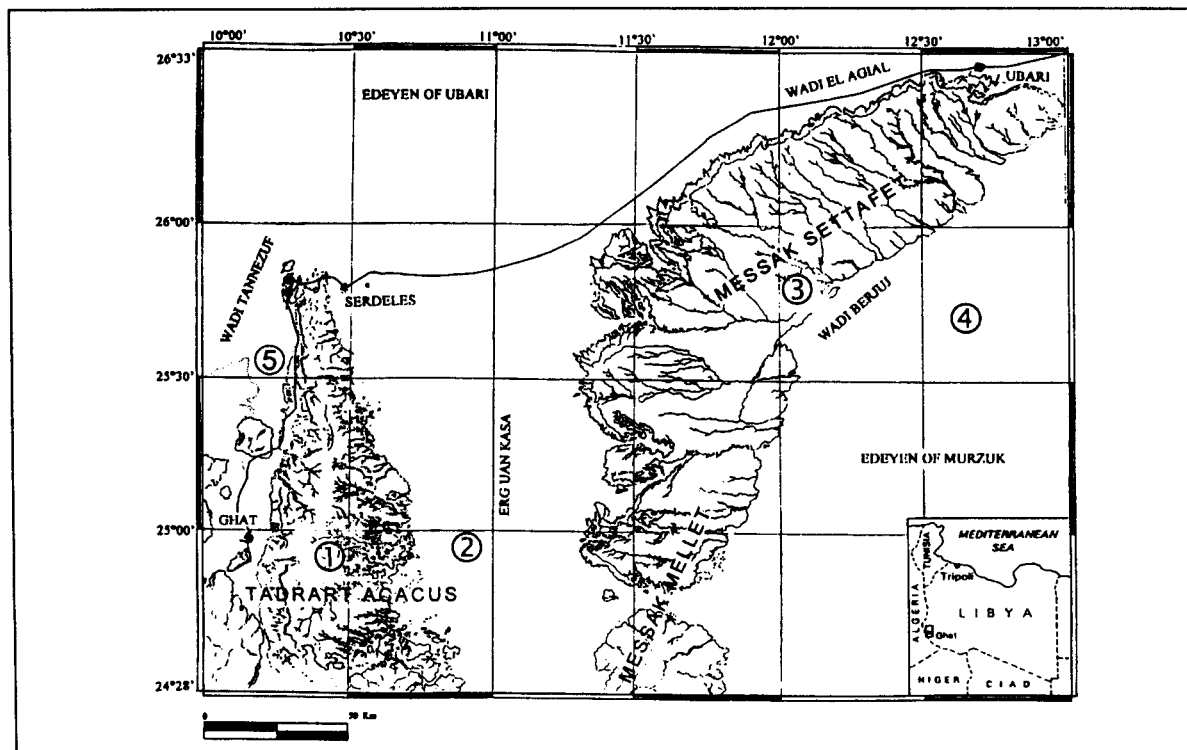 10°00' 10°30' 11°00' 11°30' 12°00' 12°30' 13°00'
26°33'
EDEYEN OF UBARI
WADI EL AGIAL
UBARI
26°00'
MESSAK SETTAFET
WADI TANNEZUF
SERDELES
3
WADI BERJUJ
4
5
25°30'
ERG UAN KASA
EDEYEN OF MURZUK
GHAT
25°00'
1
2
TADRART ACACUS
MESSAK MELLET
24°28'
MEDITERRANEAN
SEA
TUNISIA
Tripoli
ALGERIA
LIBYA
Ghat
NIGER
CIAD
0 50 Km